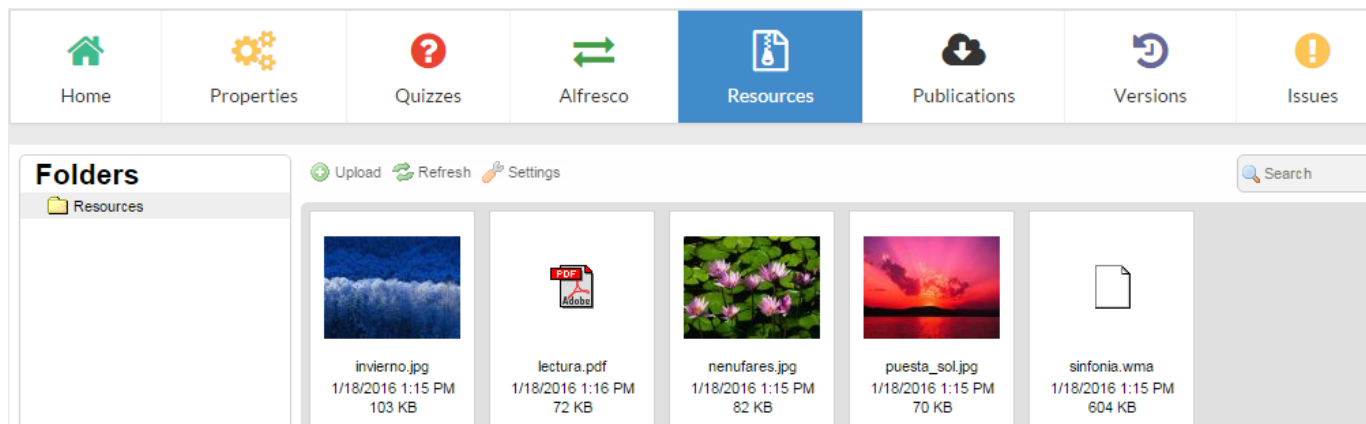 Home Properties Quizzes Alfresco Resources Publications Versions Issues
Folders
Resources
Upload Refresh Settings
Search
PDF
Adobe
invierno.jpg
1/18/2016 1:15 PM
103 KB
lectura.pdf
1/18/2016 1:16 PM
72 KB
nenufares.jpg
1/18/2016 1:15 PM
82 KB
puesta_sol.jpg
1/18/2016 1:15 PM
70 KB
sinfonia.wma
1/18/2016 1:15 PM
604 KB